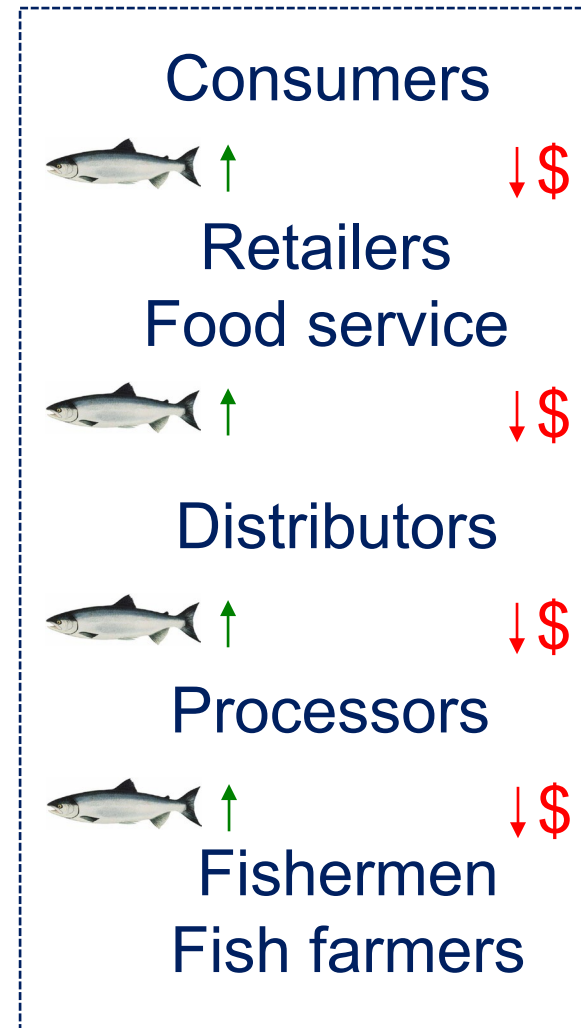 Consumers
$
Retailers
Food service
$
Distributors
$
Processors
$
Fishermen
Fish farmers